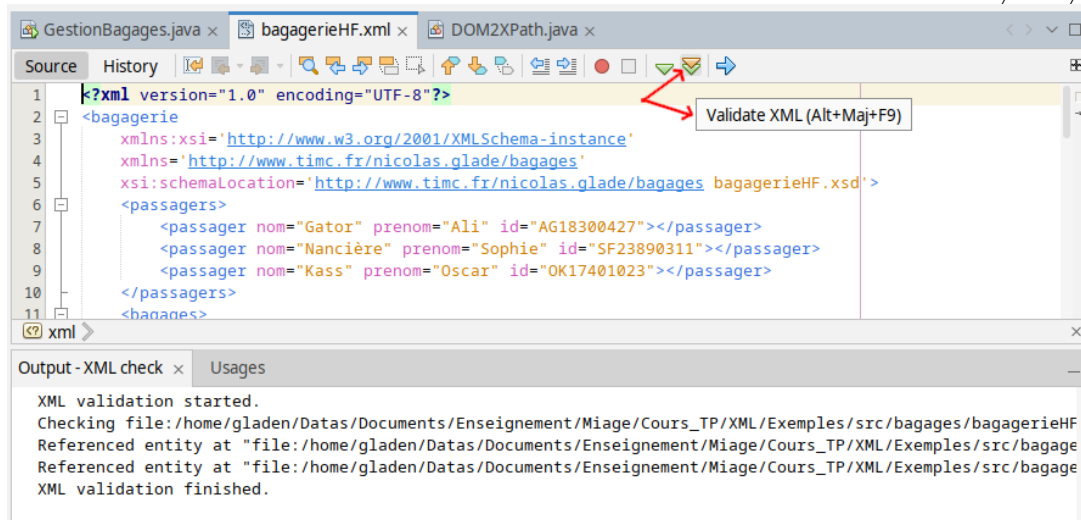 GestionBagages.java × bagagerieHF.xml × DOM2XPath.java ×
Source History
Validate XML (Alt+Maj+F9)
1 <?xml version="1.0" encoding="UTF-8"?>
2 <bagagerie
3 xmlns:xsi='http://www.w3.org/2001/XMLSchema-instance'
4 xmlns='http://www.timc.fr/nicolas.glade/bagages'
5 xsi:schemaLocation='http://www.timc.fr/nicolas.glade/bagages bagagerieHF.xsd'>
6 <passagers>
7 <passager nom="Gator" prenom="Ali" id="AG18300427"></passager>
8 <passager nom="Nancière" prenom="Sophie" id="SF23890311"></passager>
9 <passager nom="Kass" prenom="Oscar" id="OK17401023"></passager>
10 </passagers>
11 <bagages>
xml
Output - XML check × Usages
XML validation started.
Checking file:/home/gladen/Datas/Documents/Enseignement/Miage/Cours_TP/XML/Exemples/src/bagages/bagagerieHF
Referenced entity at "file:/home/gladen/Datas/Documents/Enseignement/Miage/Cours_TP/XML/Exemples/src/bagage
Referenced entity at "file:/home/gladen/Datas/Documents/Enseignement/Miage/Cours_TP/XML/Exemples/src/bagage
XML validation finished.